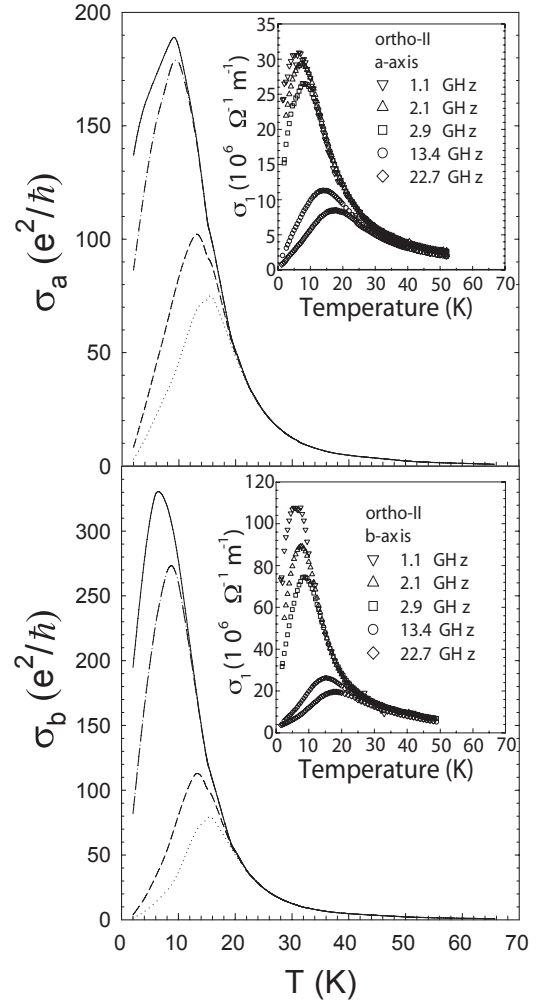 200
150
100
50
0
σa (e²/ħ)
35
30
25
20
15
10
5
0
σ1 (10⁶ Ω⁻¹ m⁻¹)
ortho-II
a-axis
▽ 1.1 GHz
△ 2.1 GHz
□ 2.9 GHz
○ 13.4 GHz
◇ 22.7 GHz
0 10 20 30 40 50 60 70
Temperature (K)
300
250
200
150
100
50
0
σb (e²/ħ)
120
100
80
60
40
20
0
σ1 (10⁶ Ω⁻¹ m⁻¹)
ortho-II
b-axis
▽ 1.1 GHz
△ 2.1 GHz
□ 2.9 GHz
○ 13.4 GHz
◇ 22.7 GHz
0 10 20 30 40 50 60 70
Temperature (K)
0 10 20 30 40 50 60 70
T (K)